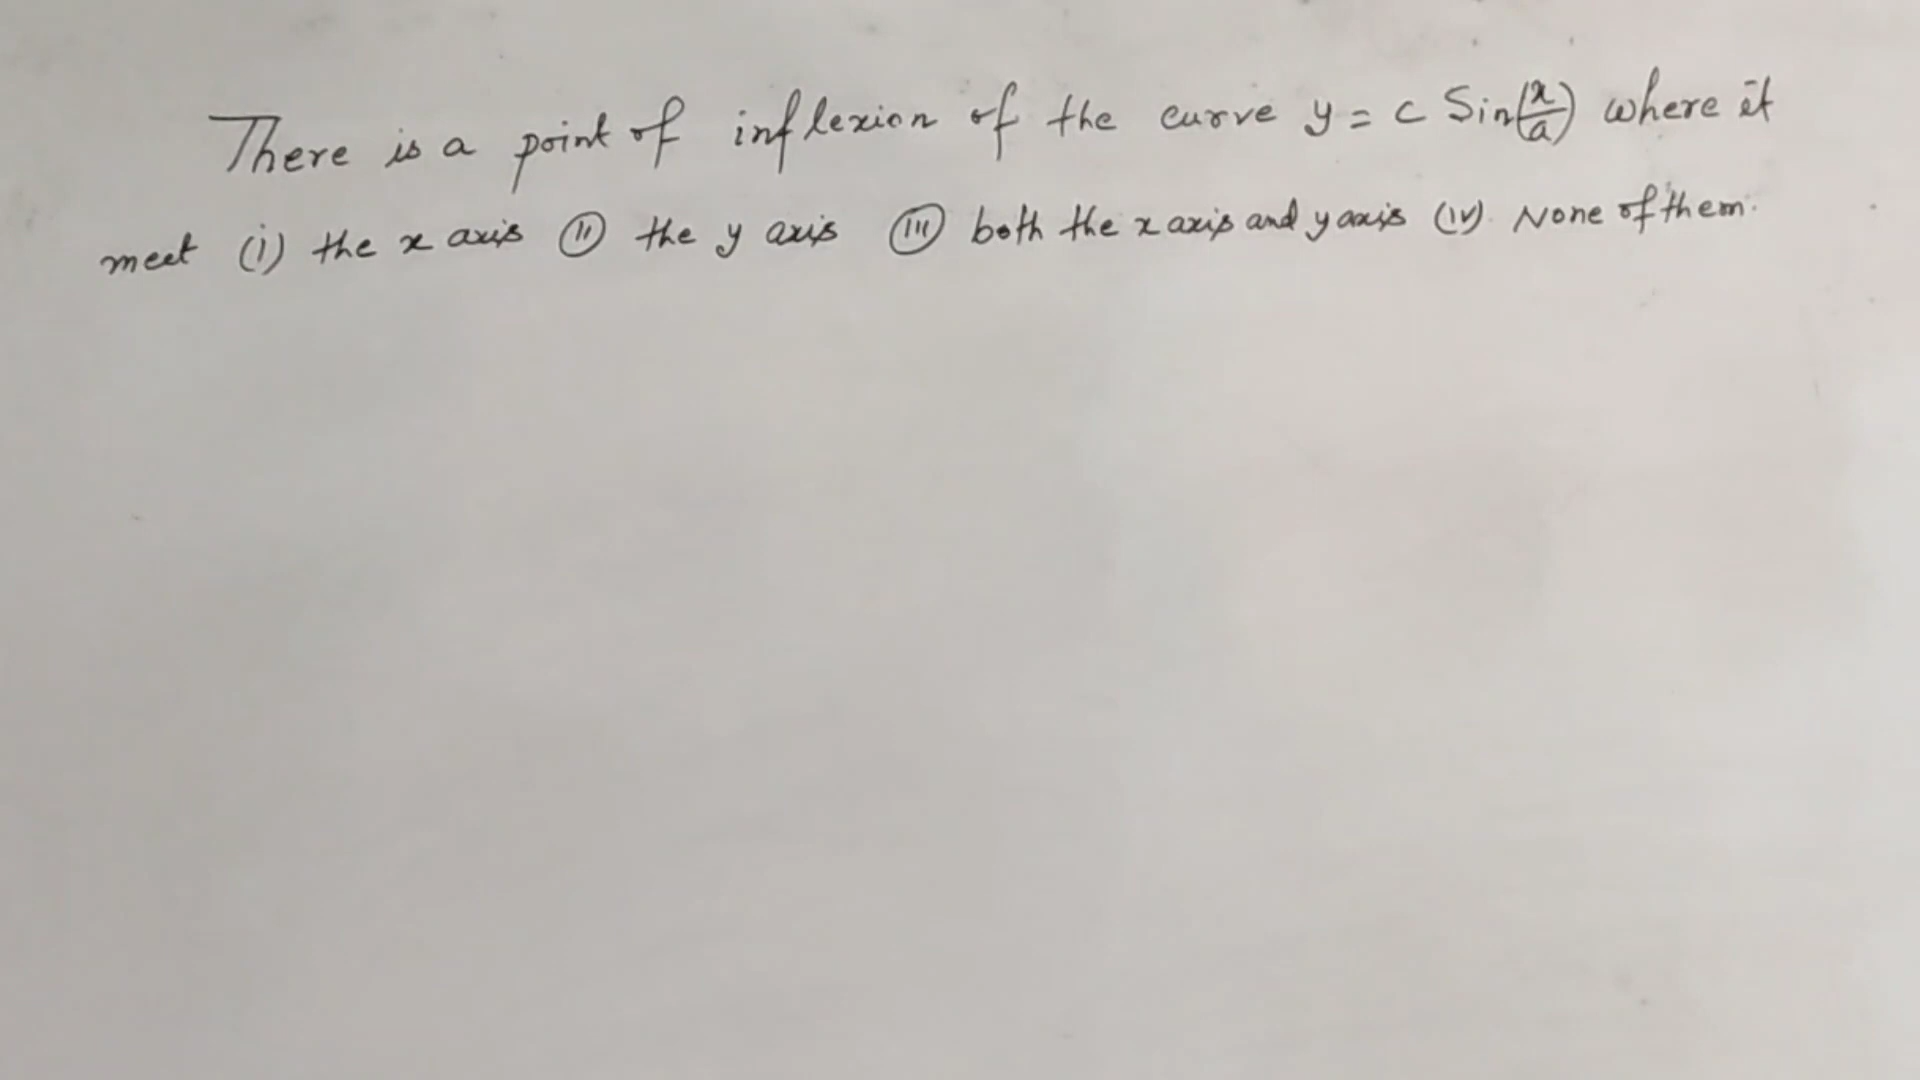 There is a point of inflexion of the curve y = c Sin(x/a) where it
meet (i) the x axis (ii) the y axis (iii) both the x axis and y axis (iv). None of them.